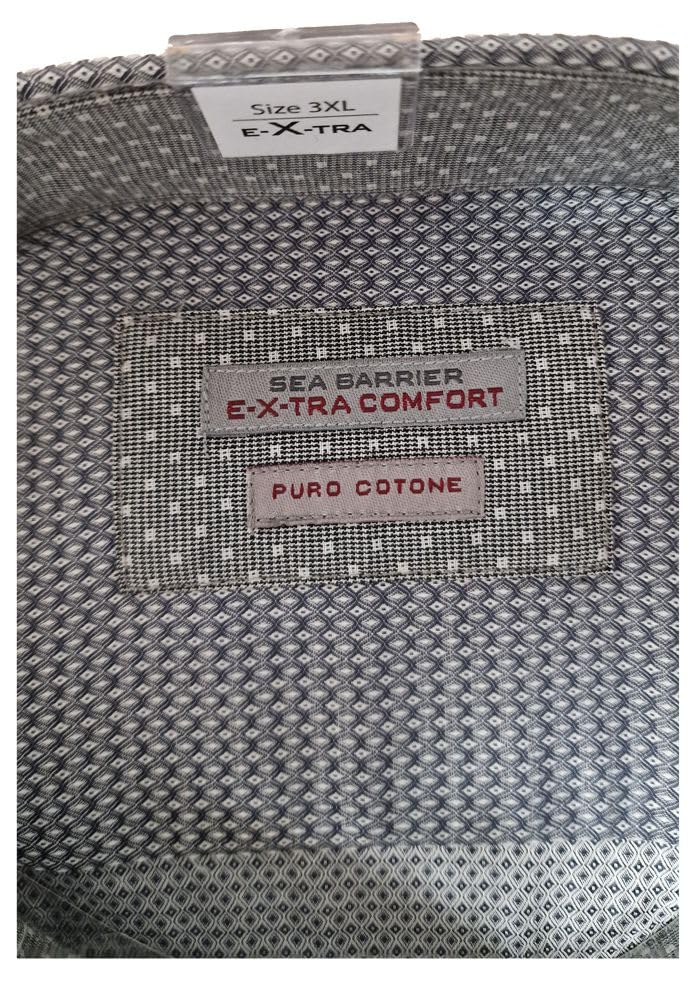 Size 3XL
E-X-TRA
SEA BARRIER
E-X-TRA COMFORT
PURO COTONE